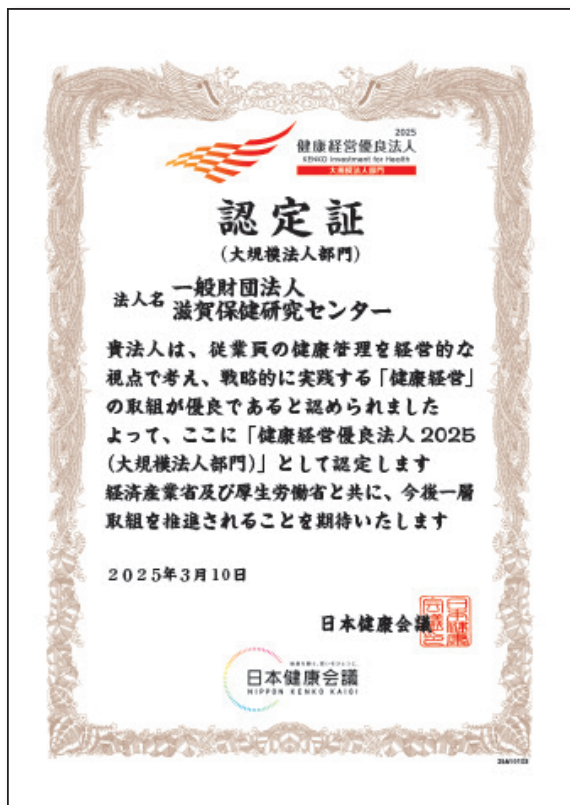 2025
健康経営優良法人
KENKO Investment for Health
大規模法人部門
認定証
(大規模法人部門)
法人名 一般財団法人
滋賀保健研究センター
貴法人は、従業員の健康管理を経営的な
視点で考え、戦略的に実践する「健康経営」
の取組が優良であると認められました
よって、ここに「健康経営優良法人2025
(大規模法人部門)」として認定します
経済産業省及び厚生労働省と共に、今後一層
取組を推進されることを期待いたします
2025年3月10日
日本健康会議
日本健康会議
NIPPON KENKO KAIGI